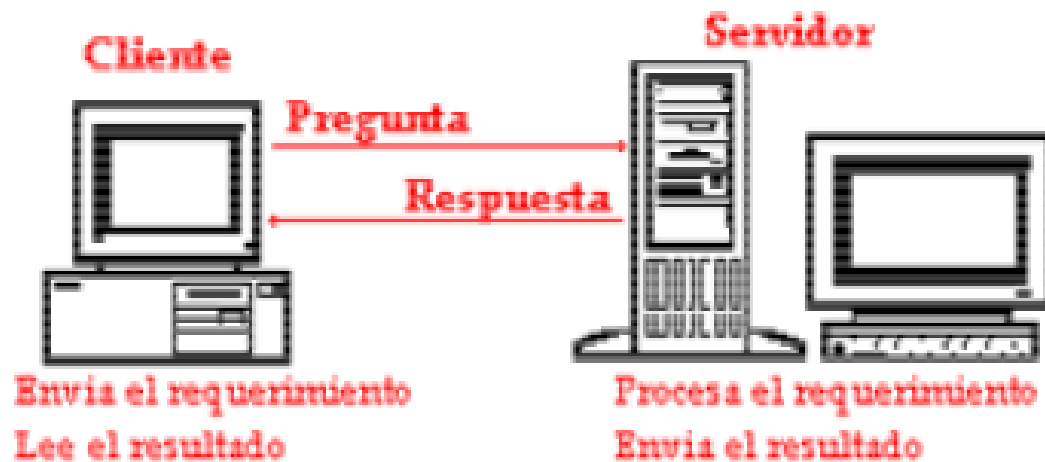 Cliente
Servidor
Pregunta
Respuesta
Envia el requerimiento
Lee el resultado
Procesa el requerimiento
Envia el resultado